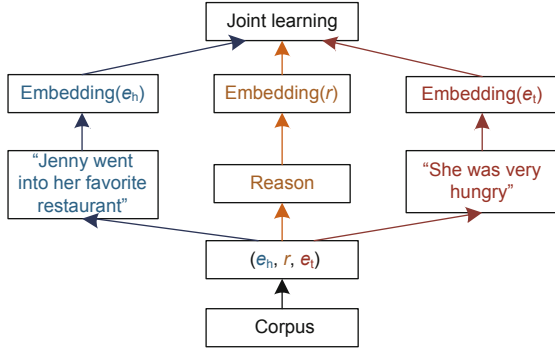 Joint learning
Embedding(eₕ)
Embedding(r)
Embedding(eₜ)
“Jenny went
into her favorite
restaurant”
Reason
“She was very
hungry”
(eₕ, r, eₜ)
Corpus